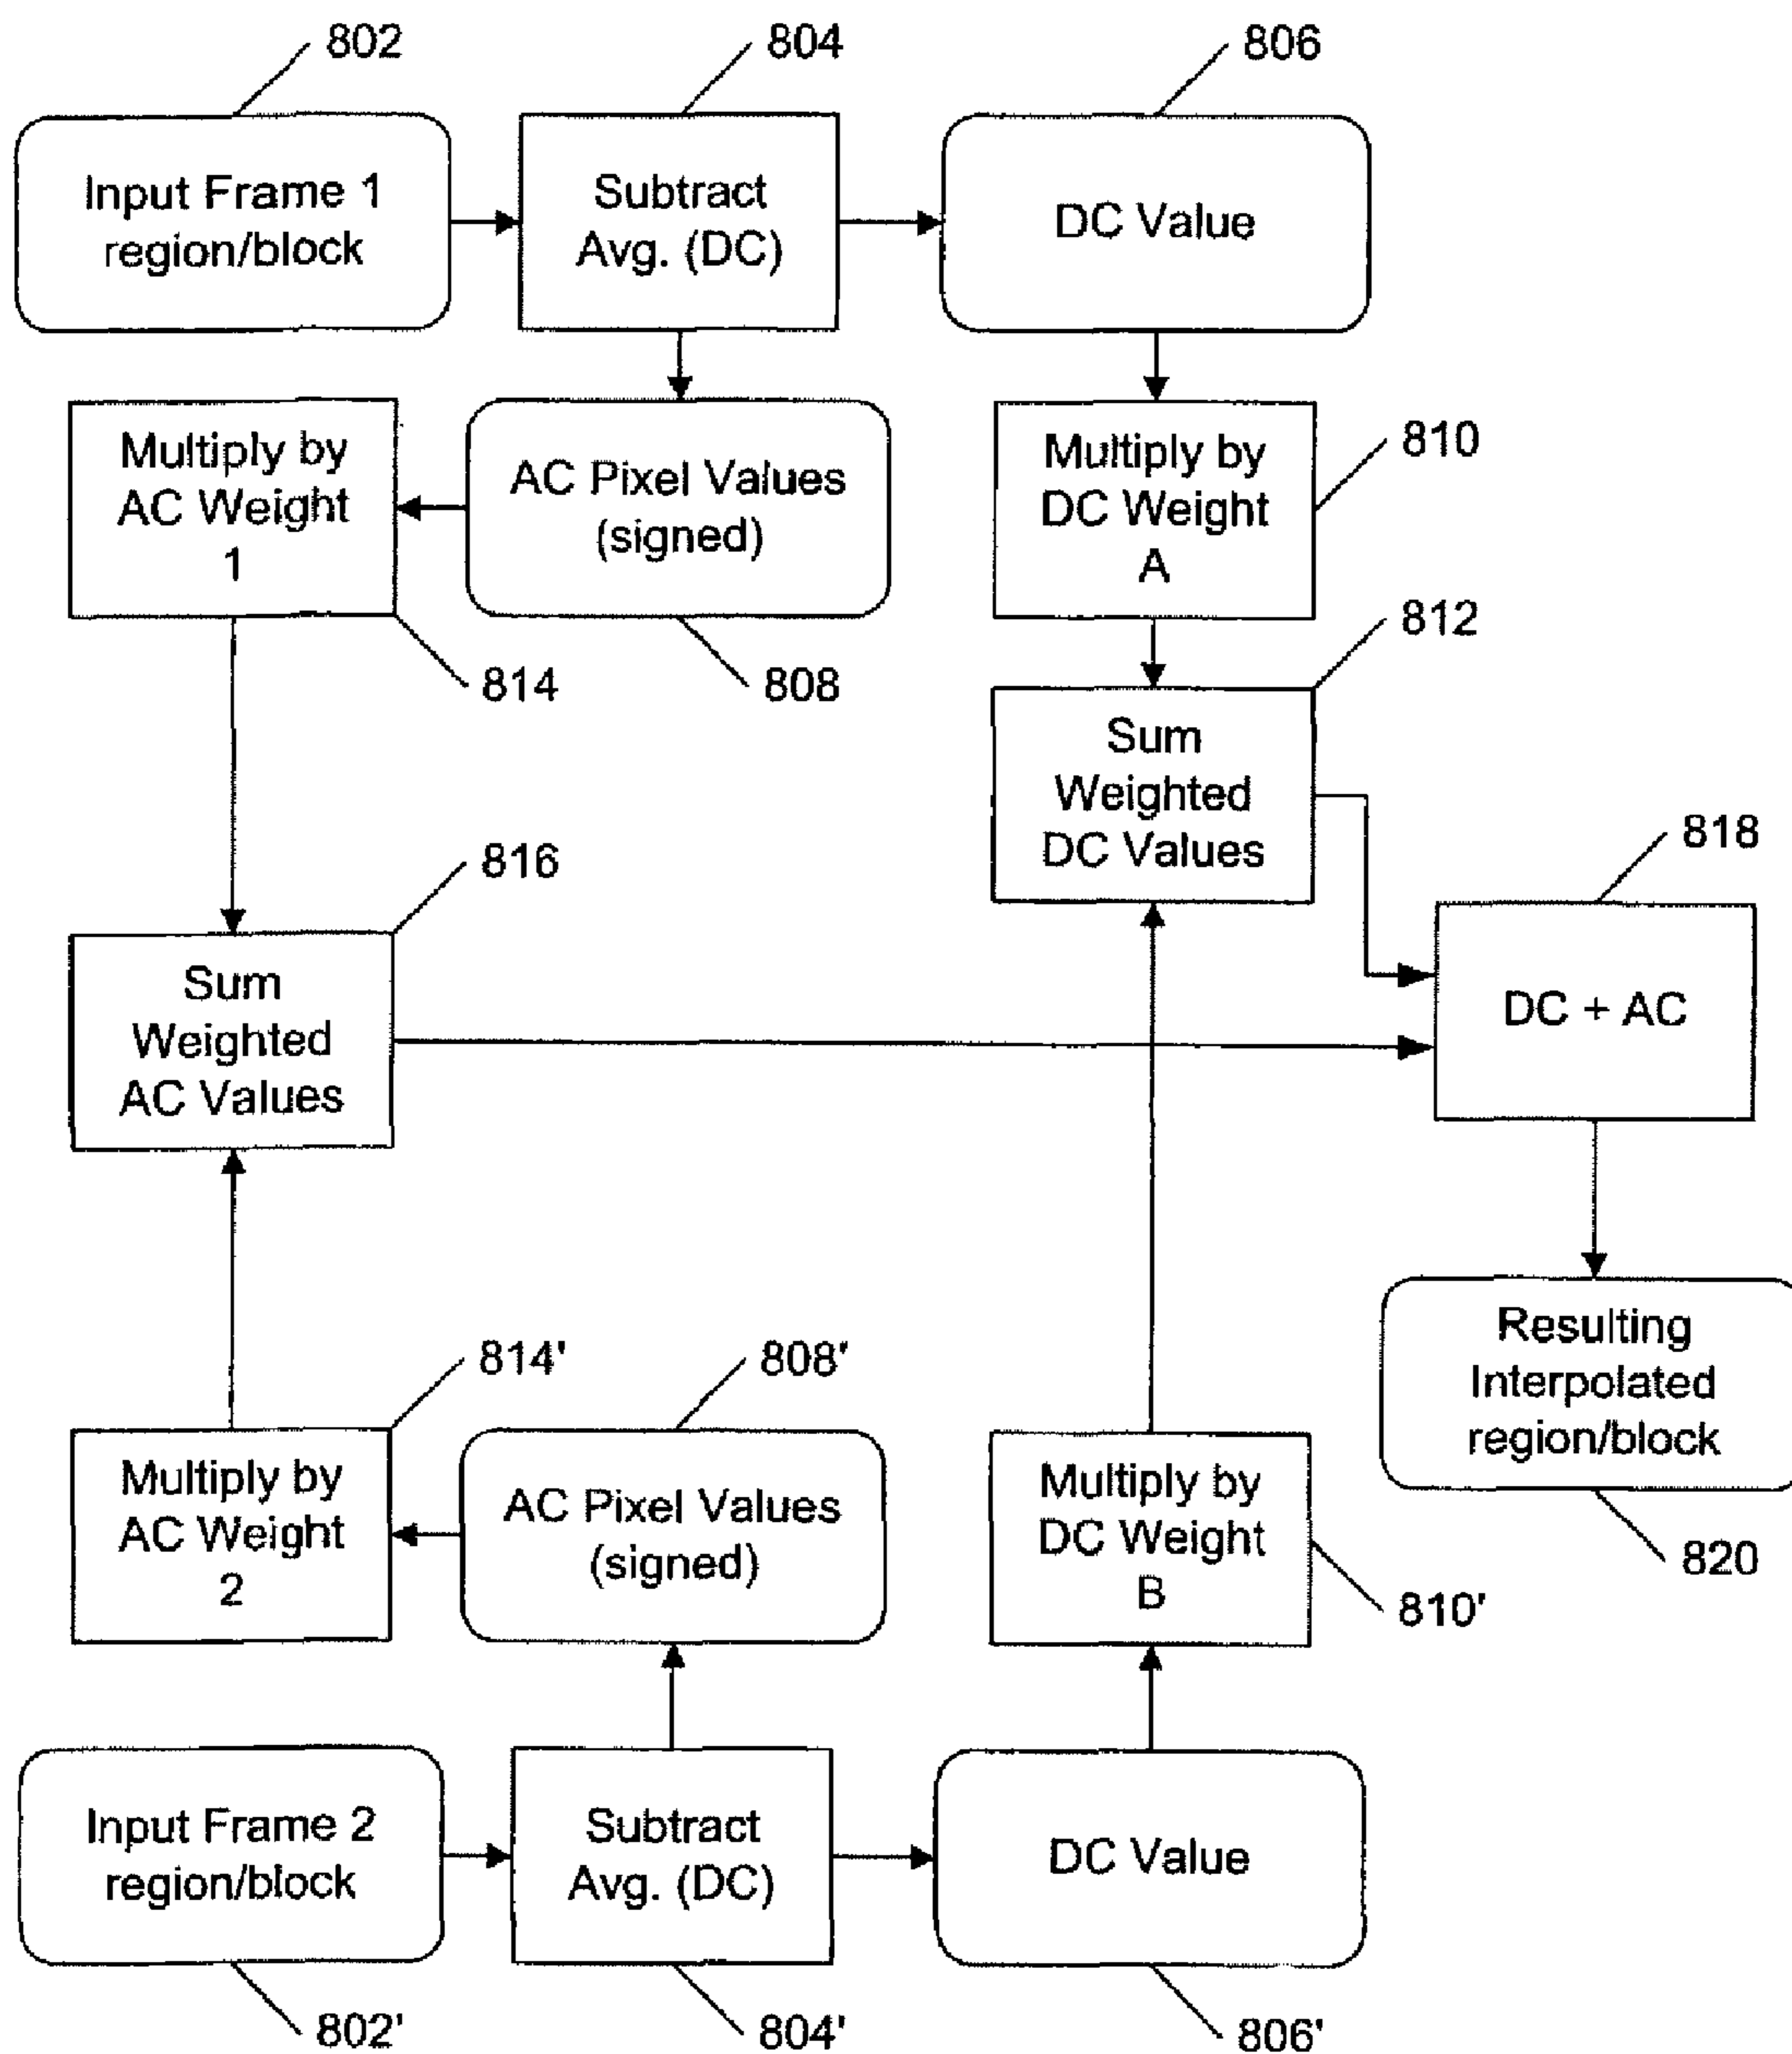 802
804
806
Input Frame 1
region/block
Subtract
Avg. (DC)
DC Value
Multiply by
AC Weight
1
AC Pixel Values
(signed)
Multiply by
DC Weight
A
810
814
808
812
Sum
Weighted
DC Values
816
818
Sum
Weighted
AC Values
DC + AC
814'
808'
Resulting
Interpolated
region/block
Multiply by
AC Weight
2
AC Pixel Values
(signed)
Multiply by
DC Weight
B
820
810'
Input Frame 2
region/block
Subtract
Avg. (DC)
DC Value
802'
804'
806'